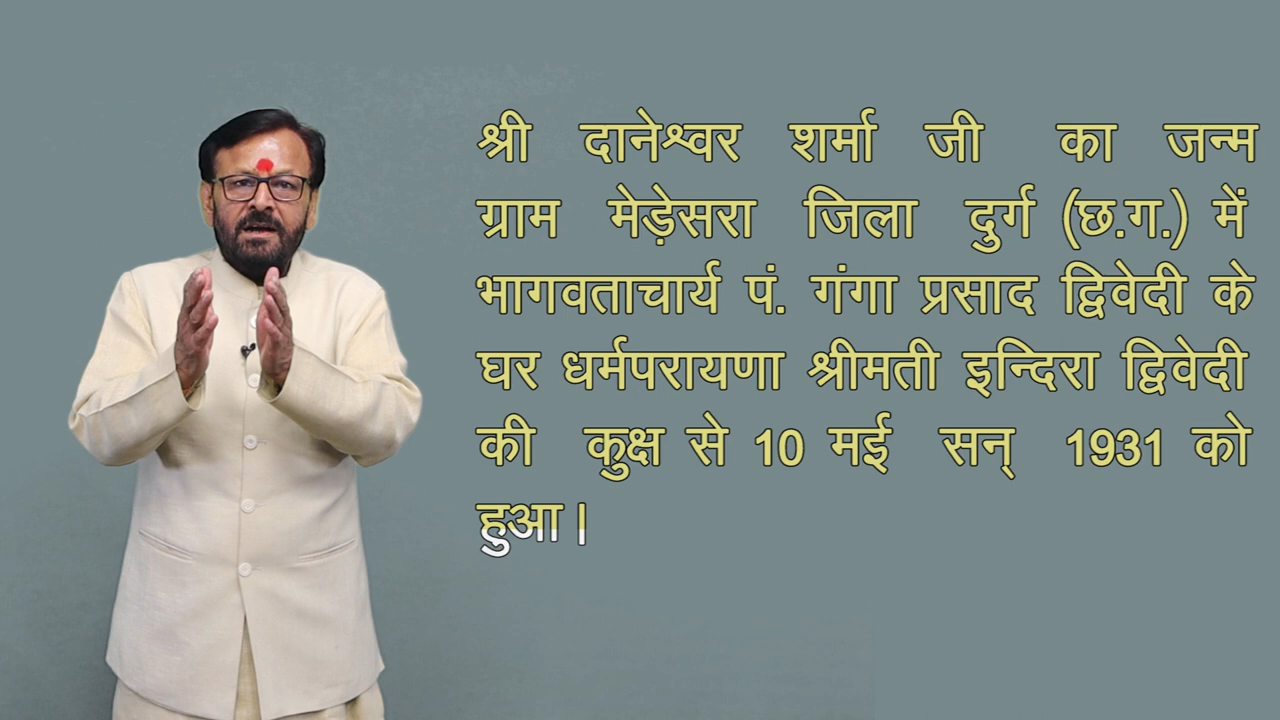 श्री दानेश्वर शर्मा जी का जन्म
ग्राम मेड़ेसरा जिला दुर्ग (छ.ग.) में
भागवताचार्य पं. गंगा प्रसाद द्विवेदी के
घर धर्मपरायणा श्रीमती इन्दिरा द्विवेदी
की कुक्ष से 10 मई सन् 1931 को
हुआ।